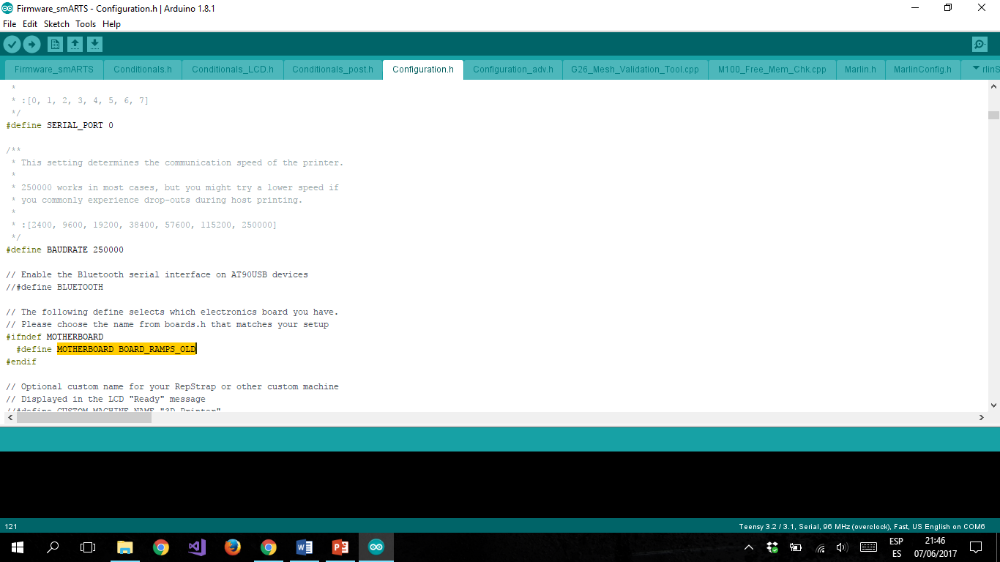 Firmware_smARTS - Configuration.h | Arduino 1.8.1
File Edit Sketch Tools Help
Firmware_smARTS Conditionals.h Conditionals_LCD.h Conditionals_post.h Configuration.h Configuration_adv.h G26_Mesh_Validation_Tool.cpp M100_Free_Mem_Chk.cpp Marlin.h MarlinConfig.h rlinS
*
* :[0, 1, 2, 3, 4, 5, 6, 7]
*/
#define SERIAL_PORT 0
/**
* This setting determines the communication speed of the printer.
*
* 250000 works in most cases, but you might try a lower speed if
* you commonly experience drop-outs during host printing.
*
* :[2400, 9600, 19200, 38400, 57600, 115200, 250000]
*/
#define BAUDRATE 250000
// Enable the Bluetooth serial interface on AT90USB devices
//#define BLUETOOTH
// The following define selects which electronics board you have.
// Please choose the name from boards.h that matches your setup
#ifndef MOTHERBOARD
#define MOTHERBOARD BOARD_RAMPS_OLD
#endif
// Optional custom name for your RepStrap or other custom machine
// Displayed in the LCD "Ready" message
//#define CUSTOM_MACHINE_NAME "3D Printer"
121
Teensy 3.2 / 3.1, Serial, 96 MHz (overclock), Fast, US English on COM6
ESP
ES
21:46
07/06/2017